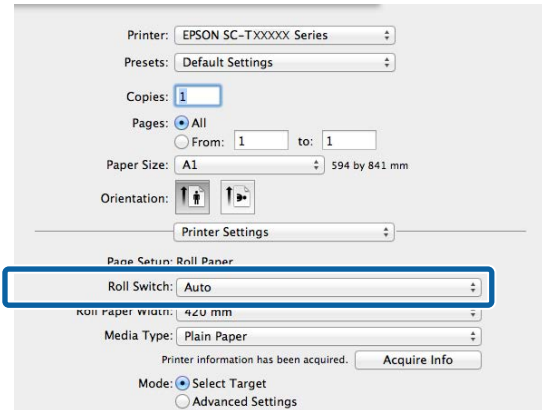 Printer: EPSON SC-TXXXXX Series
Presets: Default Settings
Copies: 1
Pages: All
From: 1 to: 1
Paper Size: A1 594 by 841 mm
Orientation:
Printer Settings
Page Setup: Roll Paper
Roll Switch: Auto
Roll Paper Width: 420 mm
Media Type: Plain Paper
Printer information has been acquired. Acquire Info
Mode: Select Target
Advanced Settings